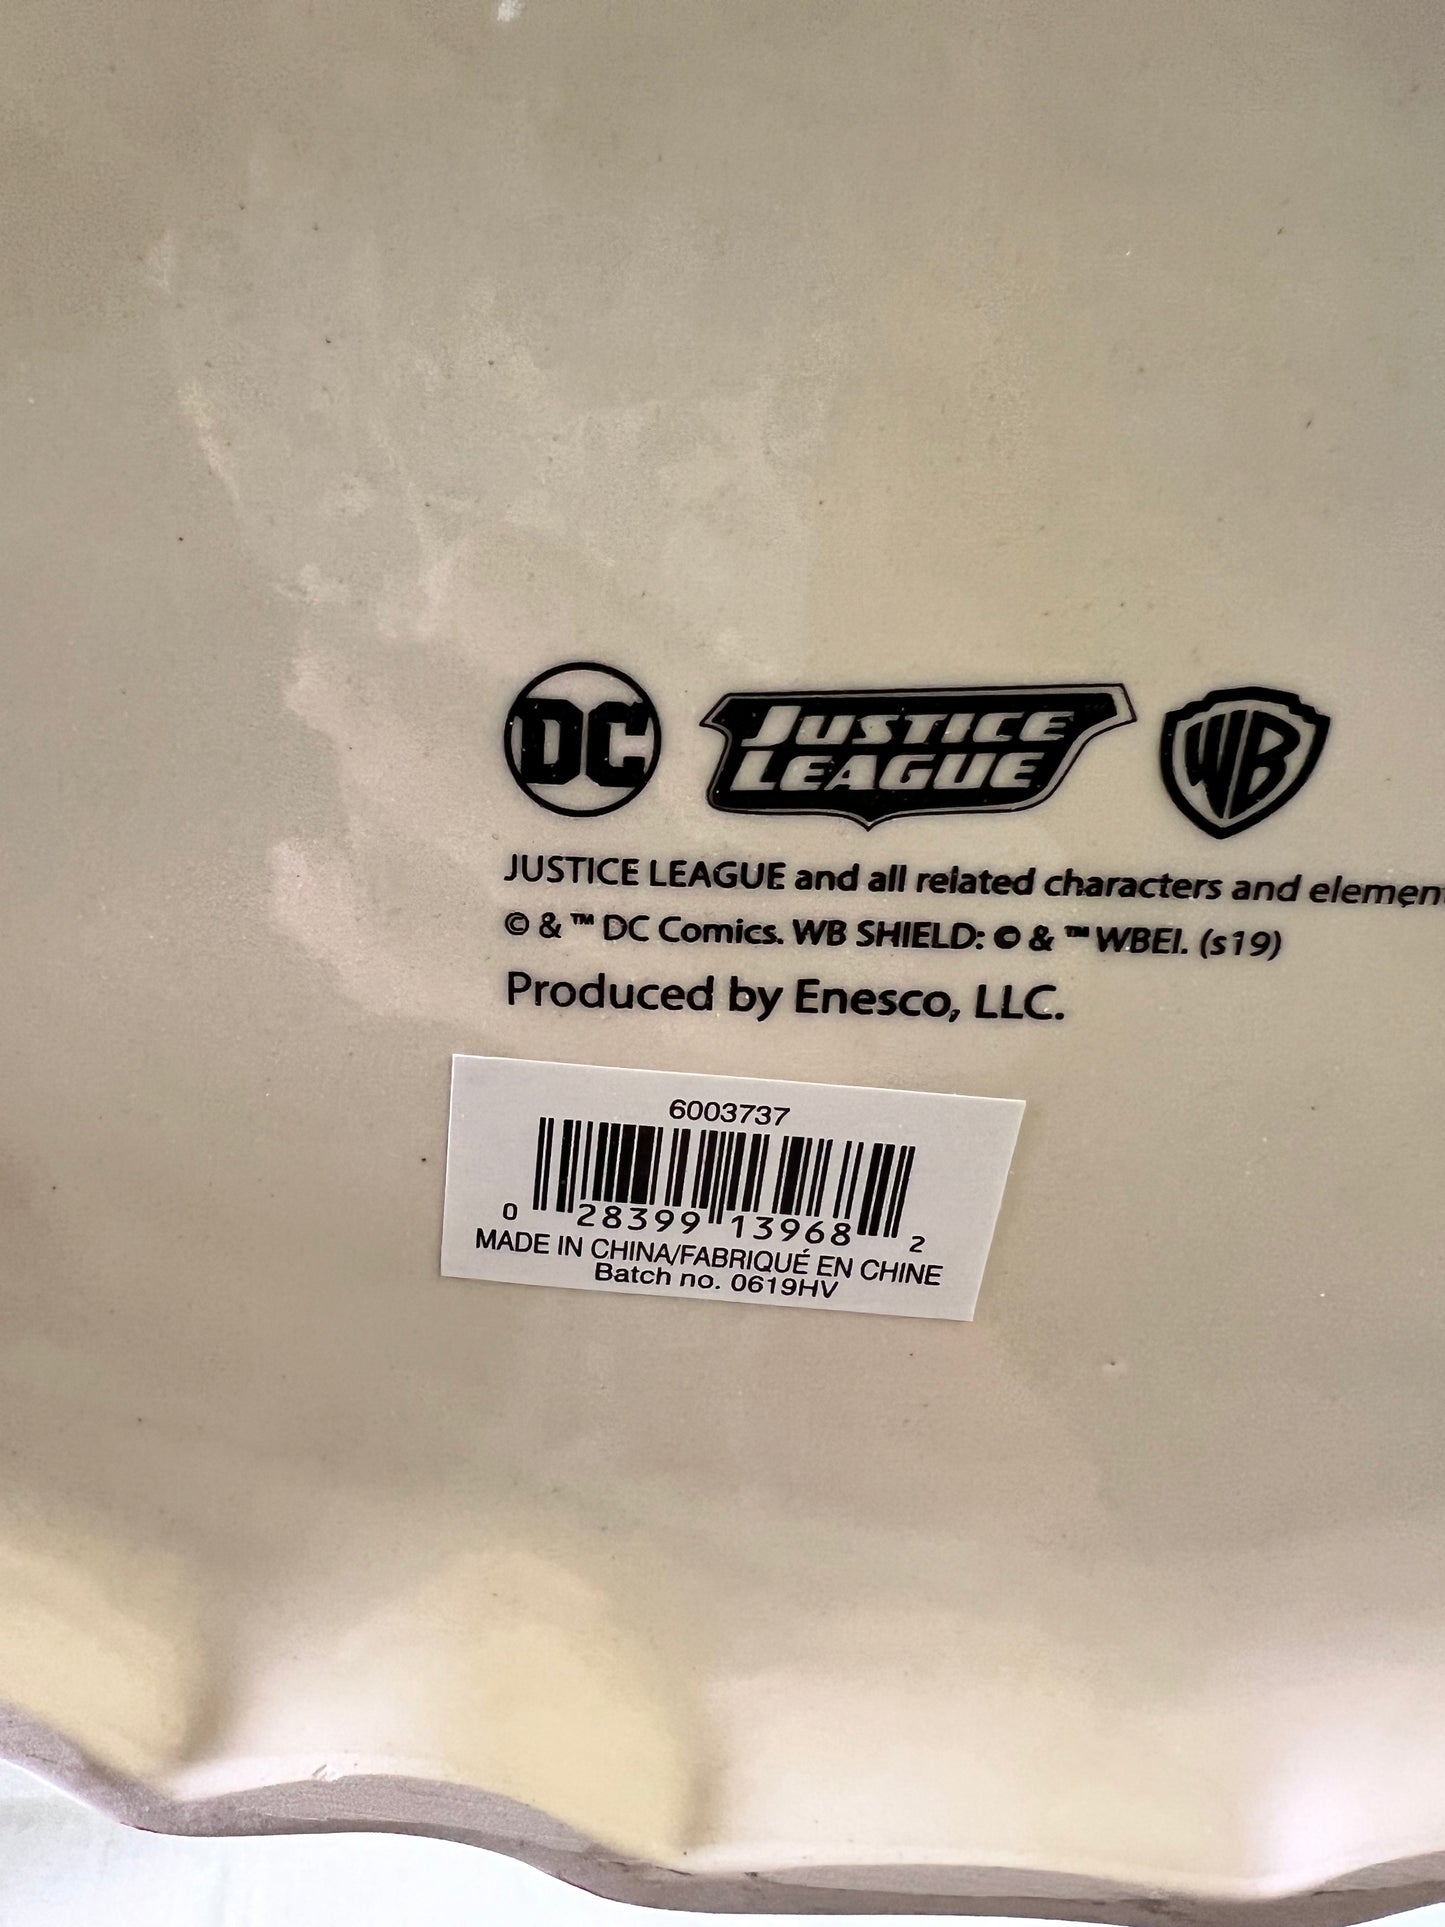 DC JUSTICE LEAGUE WB
JUSTICE LEAGUE and all related characters and elemen
© & ™ DC Comics. WB SHIELD: © & ™ WBEI. (s19)
Produced by Enesco, LLC.
6003737
0 28399 13968 2
MADE IN CHINA/FABRIQUÉ EN CHINE
Batch no. 0619HV